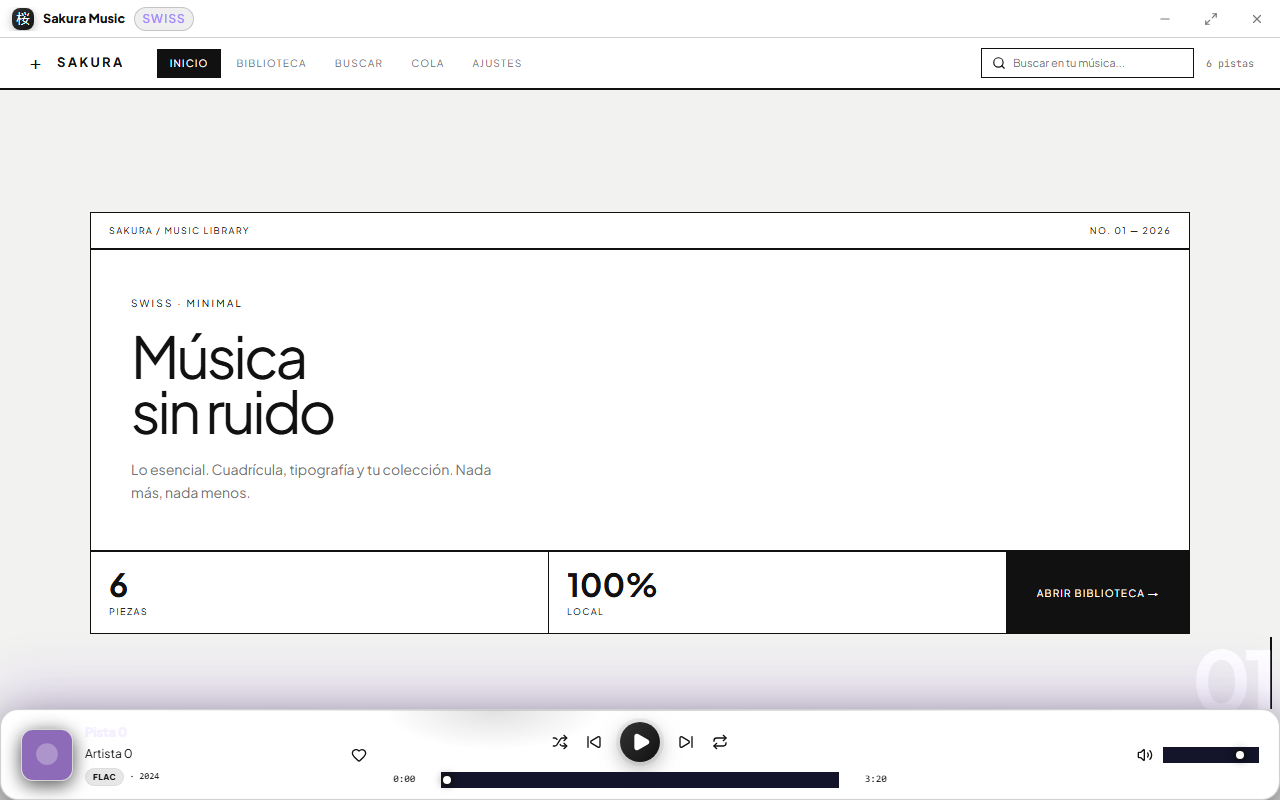 桜 Sakura Music SWISS
+ SAKURA INICIO BIBLIOTECA BUSCAR COLA AJUSTES Buscar en tu música... 6 pistas
SAKURA / MUSIC LIBRARY NO. 01 — 2026
SWISS · MINIMAL
Música
sin ruido
Lo esencial. Cuadrícula, tipografía y tu colección. Nada
más, nada menos.
6 100%
PIEZAS LOCAL
ABRIR BIBLIOTECA →
01
Pista 0
Artista 0
FLAC · 2024
0:00 3:20